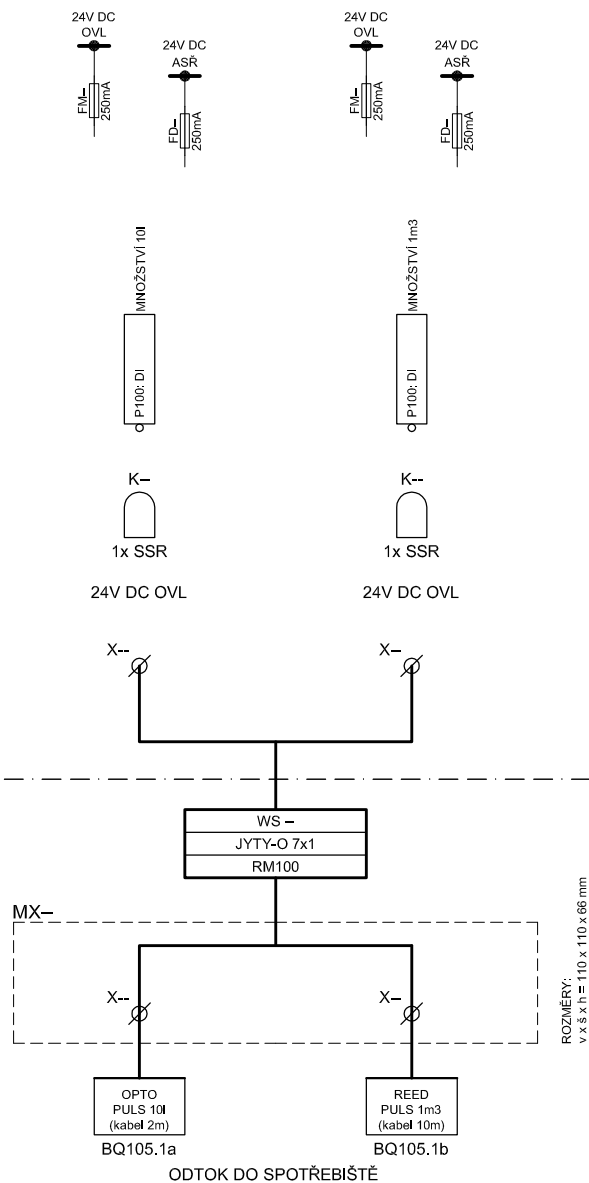 24V DC
OVL
24V DC
OVL
24V DC
ASŘ
24V DC
ASŘ
FM–
250mA
FD–
250mA
FM–
250mA
FD–
250mA
MNOŽSTVÍ 10l
MNOŽSTVÍ 1m3
P100: DI
P100: DI
K–
K--
1x SSR
1x SSR
24V DC OVL
24V DC OVL
X--
X–
WS –
JYTY-O 7x1
RM100
MX–
X--
X–
ROZMĚRY:
v x š x h = 110 x 110 x 66 mm
OPTO
PULS 10l
(kabel 2m)
REED
PULS 1m3
(kabel 10m)
BQ105.1a
BQ105.1b
ODTOK DO SPOTŘEBIŠTĚ